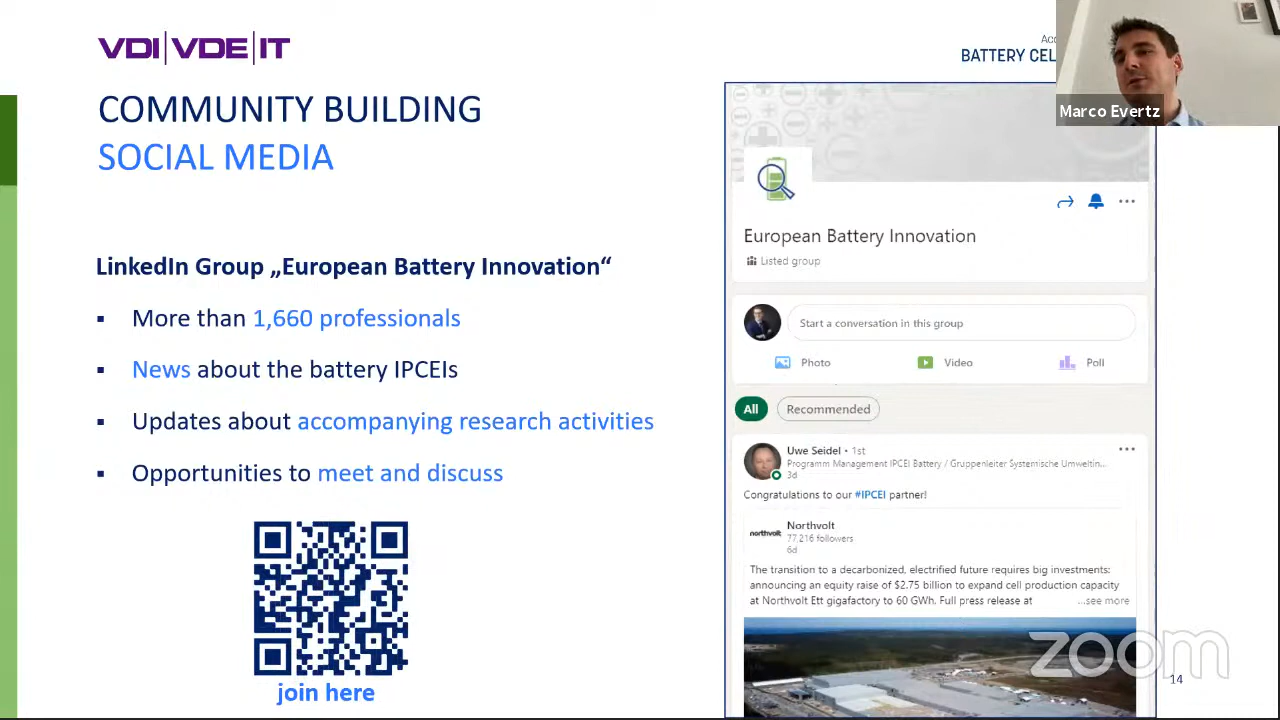 VDI|VDE|IT
BATTERY CEL
Marco Evertz
COMMUNITY BUILDING
SOCIAL MEDIA
LinkedIn Group „European Battery Innovation“
▪ More than 1,660 professionals
▪ News about the battery IPCEIs
▪ Updates about accompanying research activities
▪ Opportunities to meet and discuss
join here
European Battery Innovation
Listed group
Start a conversation in this group
Photo Video Poll
All Recommended
Uwe Seidel • 1st
Programm Management IPCEI Battery / Gruppenleiter Systemische Umweltin...
3d
Congratulations to our #IPCEI partner!
northvolt
Northvolt
77,216 followers
6d
The transition to a decarbonized, electrified future requires big investments:
announcing an equity raise of $2.75 billion to expand cell production capacity
at Northvolt Ett gigafactory to 60 GWh. Full press release at ...see more
zoom
14